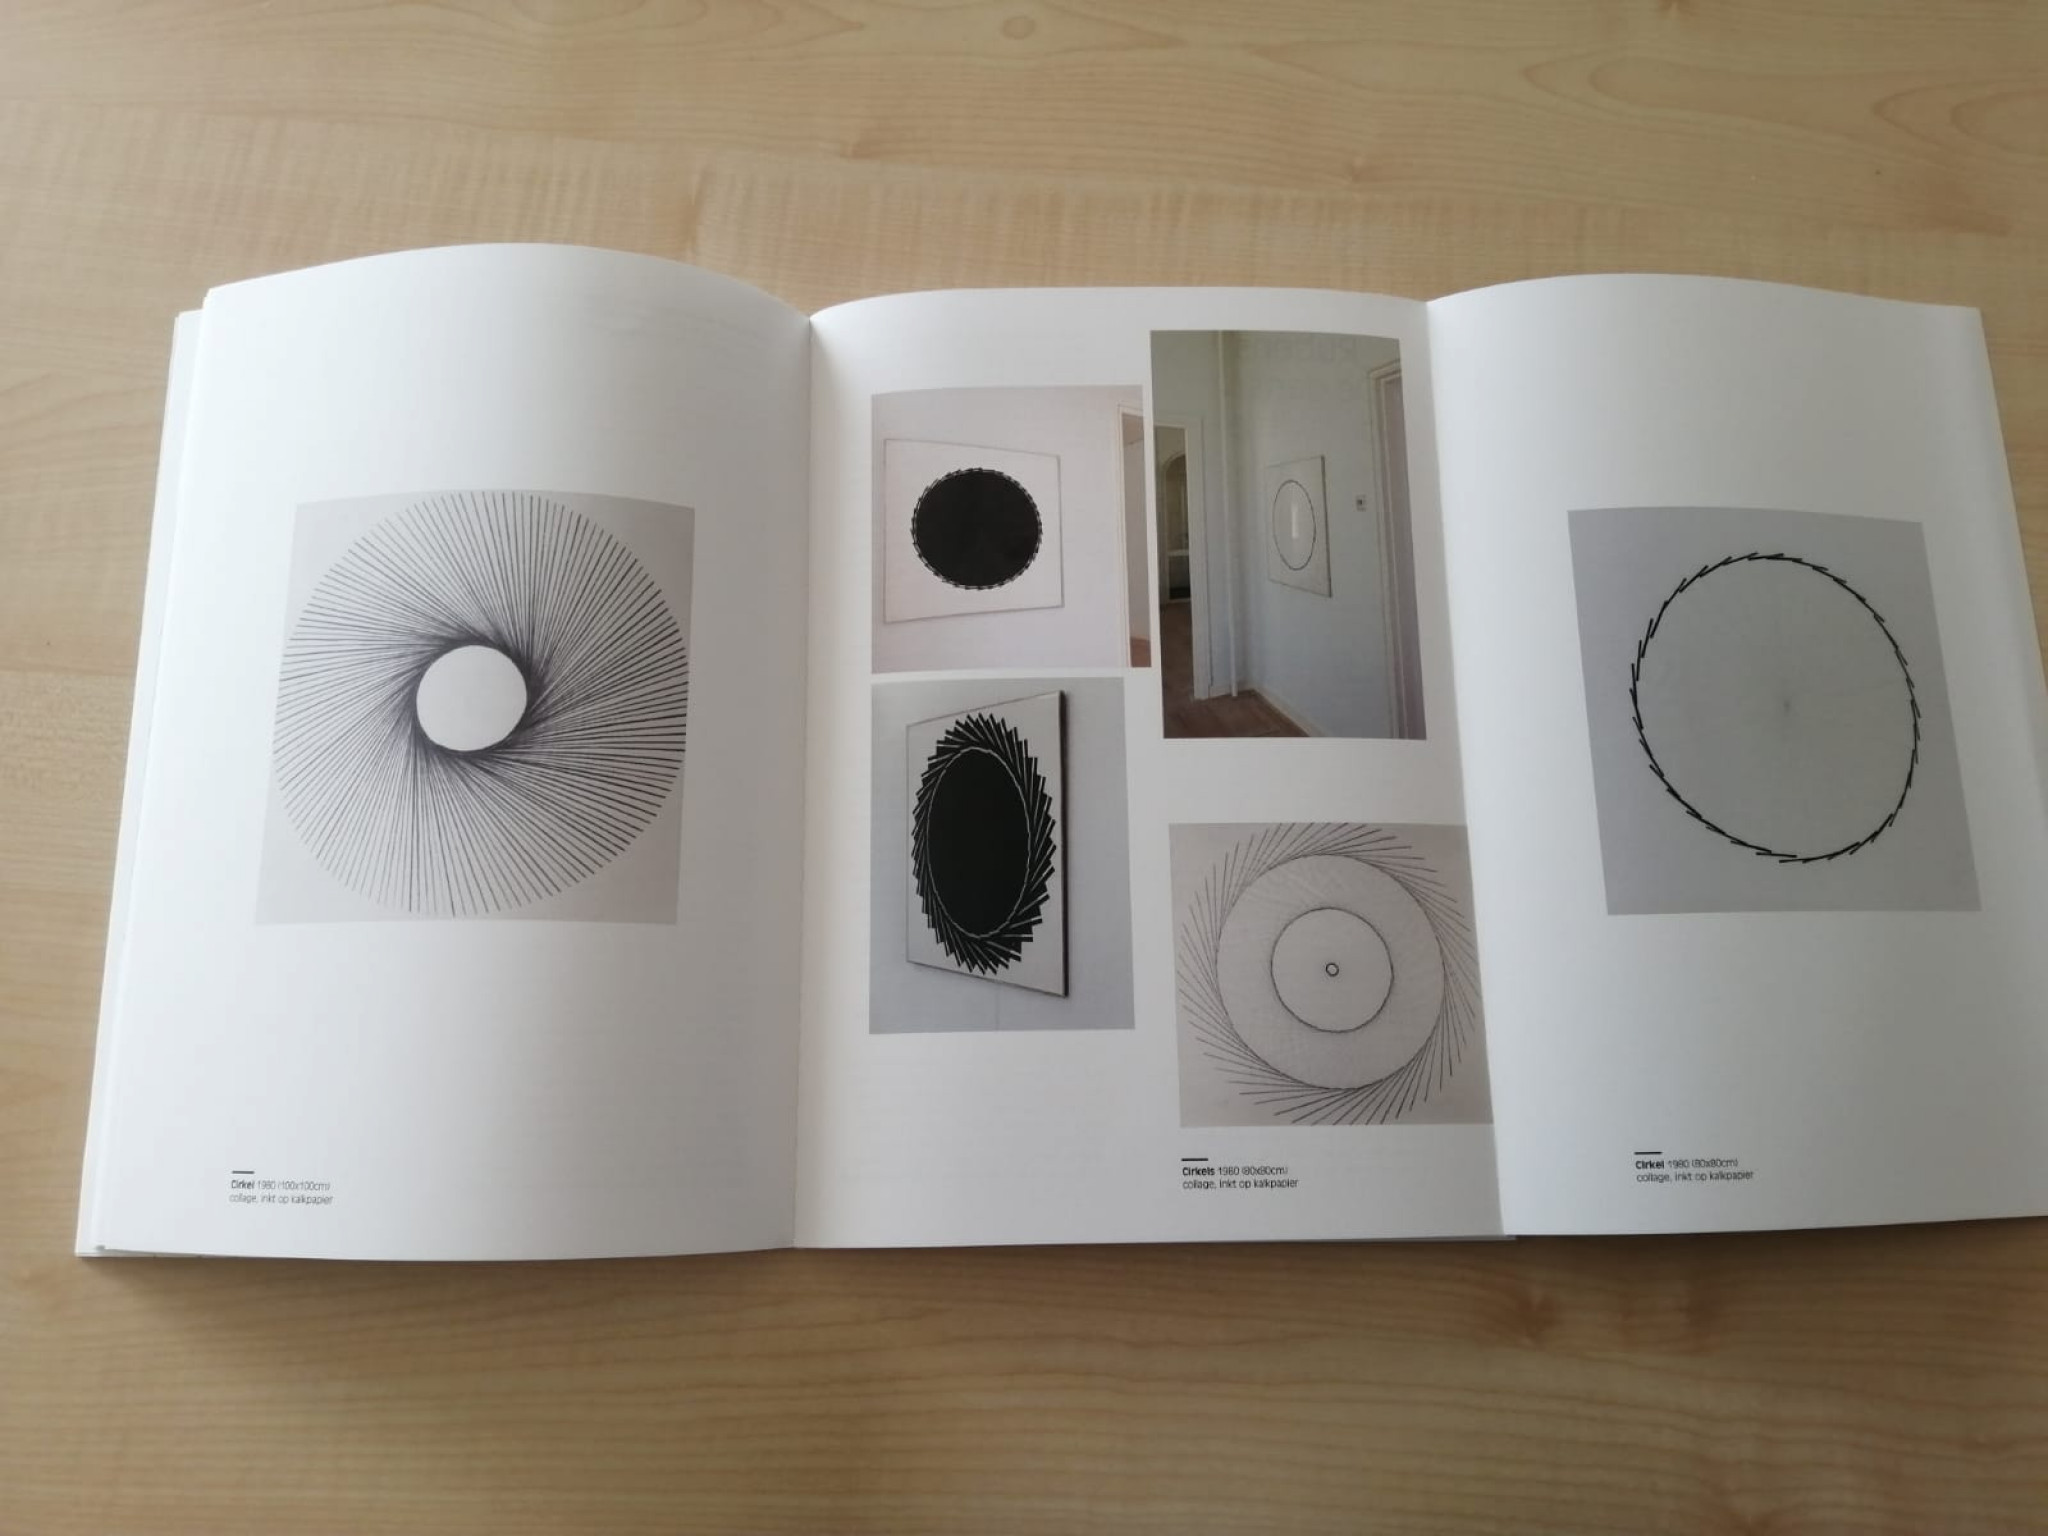 Cirkel 1980 (100x100cm)
collage, inkt op kalkpapier
Cirkels 1980 (80x80cm)
collage, inkt op kalkpapier
Cirkel 1980 (80x80cm)
collage, inkt op kalkpapier